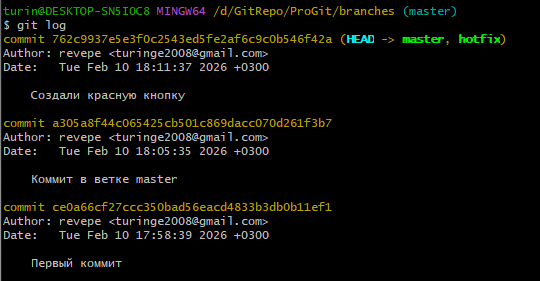 turin@DESKTOP-SN5IOC8 MINGW64 /d/GitRepo/ProGit/branches (master)
$ git log
commit 762c9937e5e3f0c2543ed5fe2af6c9c0b546f42a (HEAD -> master, hotfix)
Author: revepe <turinge2008@gmail.com>
Date:   Tue Feb 10 18:11:37 2026 +0300
Создали красную кнопку
commit a305a8f44c065425cb501c869dacc070d261f3b7
Author: revepe <turinge2008@gmail.com>
Date:   Tue Feb 10 18:05:35 2026 +0300
Коммит в ветке master
commit ce0a66cf27ccc350bad56eacd4833b3db0b11ef1
Author: revepe <turinge2008@gmail.com>
Date:   Tue Feb 10 17:58:39 2026 +0300
Первый коммит